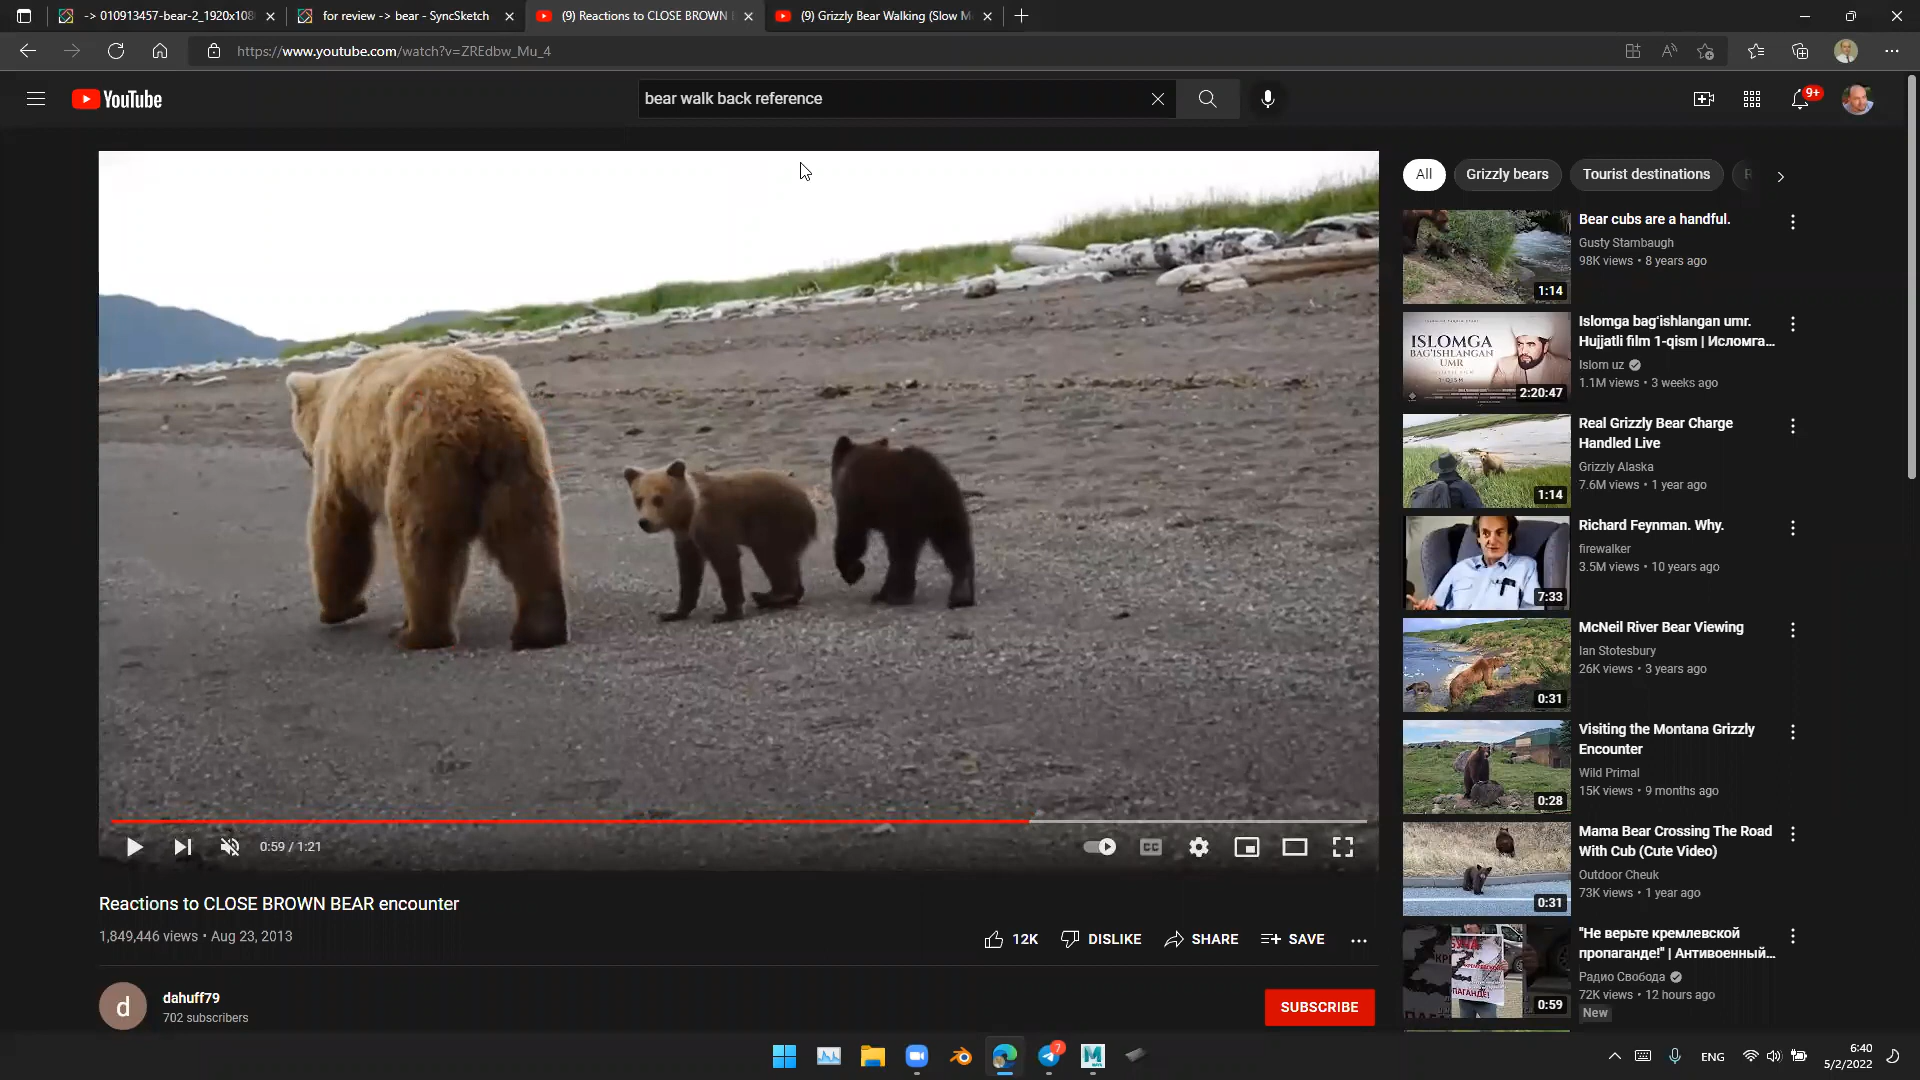 -> 010913457-bear-2_1920x108
for review -> bear - SyncSketch
(9) Reactions to CLOSE BROWN
(9) Grizzly Bear Walking (Slow M
https://www.youtube.com/watch?v=ZREdbw_Mu_4
YouTube
bear walk back reference
9+
All
Grizzly bears
Tourist destinations
Bear cubs are a handful.
Gusty Stambaugh
98K views • 8 years ago
1:14
ISLOMGA
BAG'ISHLANGAN
UMR
1-QISM
2:20:47
Islomga bag'ishlangan umr.
Hujjatli film 1-qism | Исломга...
Islom uz
1.1M views • 3 weeks ago
Real Grizzly Bear Charge
Handled Live
Grizzly Alaska
7.6M views • 1 year ago
1:14
Richard Feynman. Why.
firewalker
3.5M views • 10 years ago
7:33
McNeil River Bear Viewing
Ian Stotesbury
26K views • 3 years ago
0:31
Visiting the Montana Grizzly
Encounter
Wild Primal
15K views • 9 months ago
0:28
Mama Bear Crossing The Road
With Cub (Cute Video)
Outdoor Cheuk
73K views • 1 year ago
0:31
"Не верьте кремлевской
пропаганде!" | Антивоенный...
Радио Свобода
72K views • 12 hours ago
New
0:59
0:59 / 1:21
CC
Reactions to CLOSE BROWN BEAR encounter
1,849,446 views • Aug 23, 2013
12K
DISLIKE
SHARE
SAVE
d
dahuff79
702 subscribers
SUBSCRIBE
7
M
ENG
6:40
5/2/2022